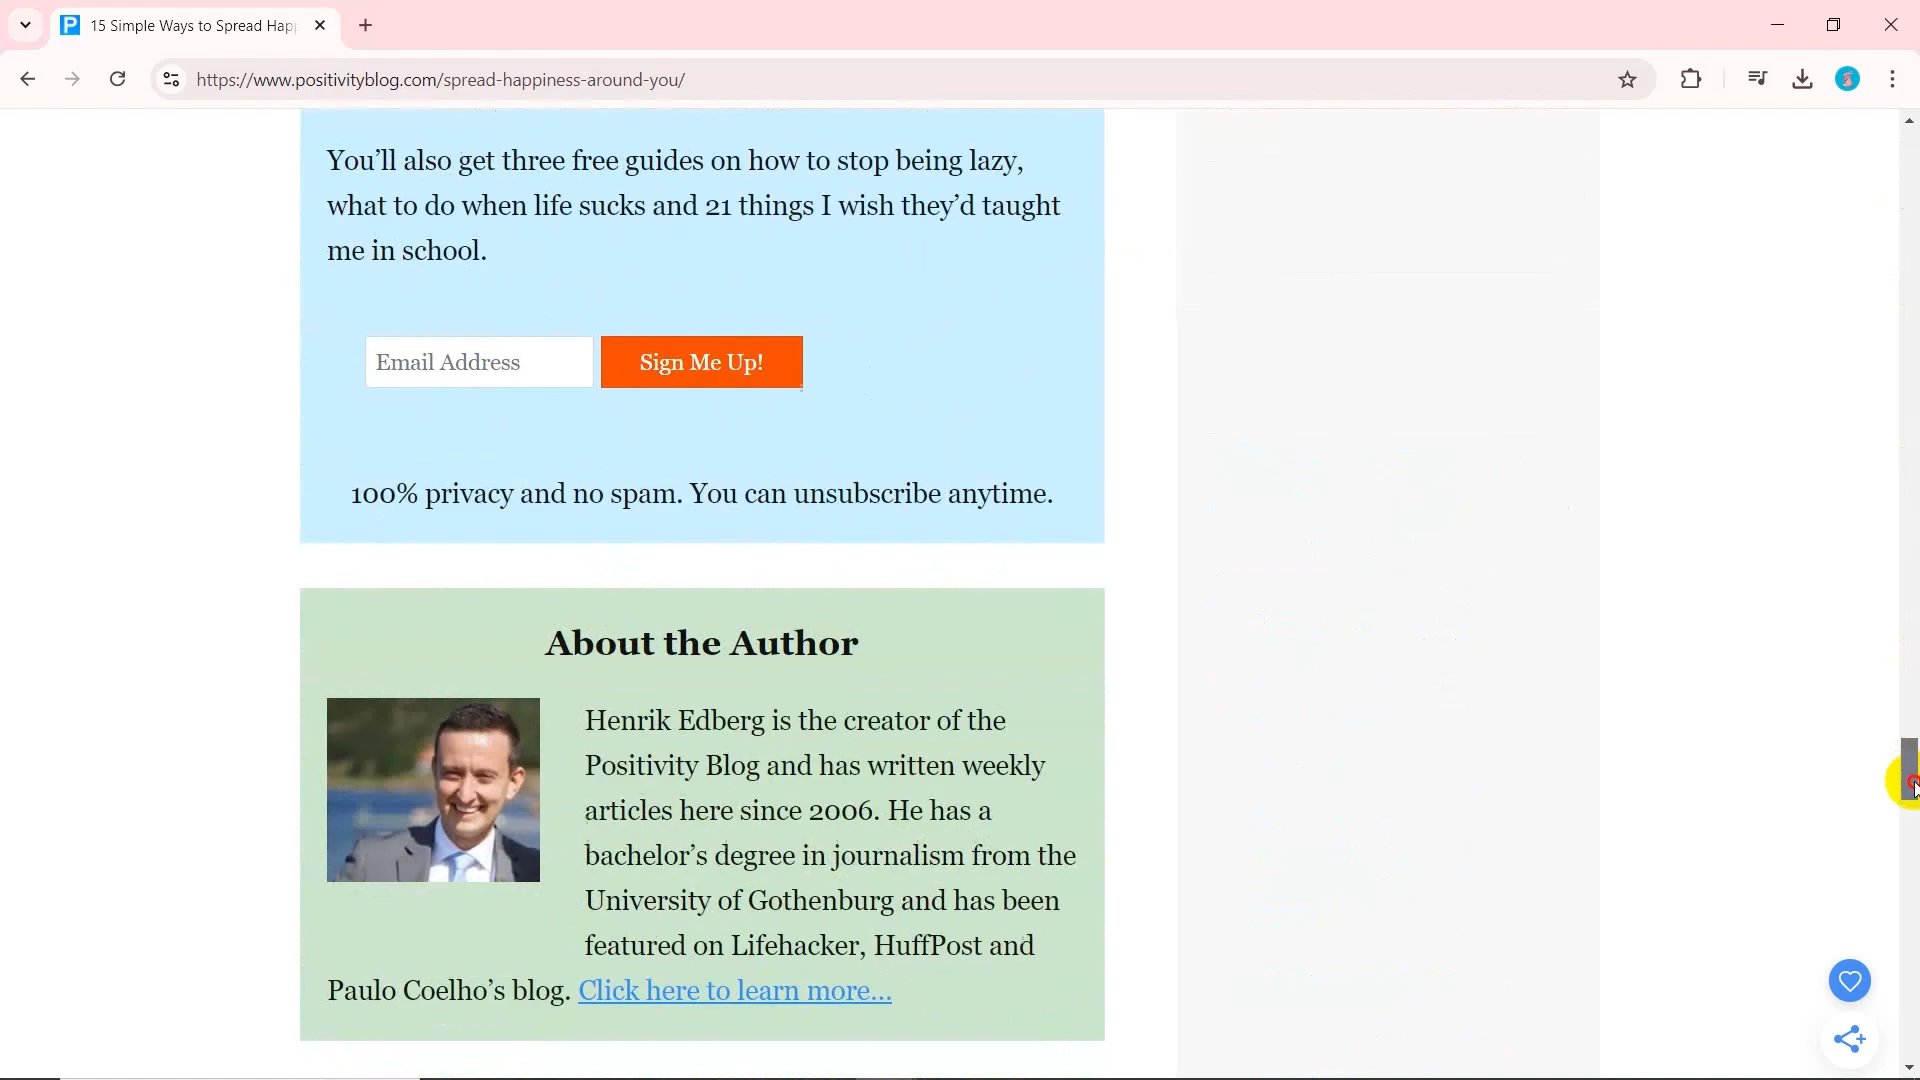 15 Simple Ways to Spread Hap
https://www.positivityblog.com/spread-happiness-around-you/
You’ll also get three free guides on how to stop being lazy,
what to do when life sucks and 21 things I wish they’d taught
me in school.
Email Address
Sign Me Up!
100% privacy and no spam. You can unsubscribe anytime.
About the Author
Henrik Edberg is the creator of the
Positivity Blog and has written weekly
articles here since 2006. He has a
bachelor’s degree in journalism from the
University of Gothenburg and has been
featured on Lifehacker, HuffPost and
Paulo Coelho’s blog. Click here to learn more...